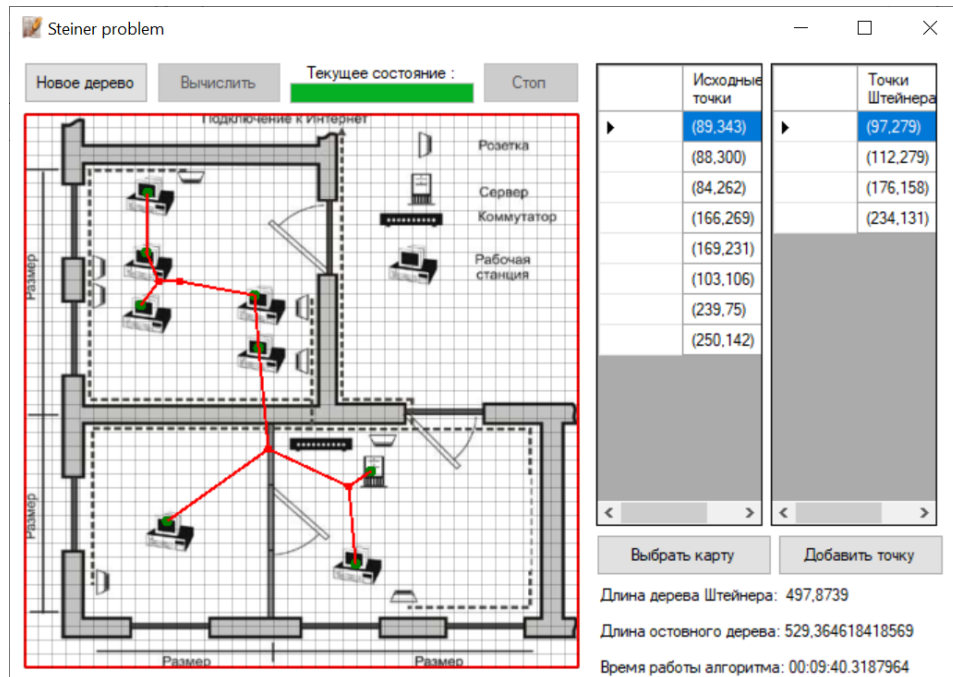 Steiner problem
Новое дерево
Вычислить
Текущее состояние :
Стоп
Подключение к Интернет
Розетка
Сервер
Коммутатор
Рабочая
станция
Размер
Размер
Размер
Размер
Исходные
точки
(89,343)
(88,300)
(84,262)
(166,269)
(169,231)
(103,106)
(239,75)
(250,142)
Точки
Штейнера
(97,279)
(112,279)
(176,158)
(234,131)
Выбрать карту
Добавить точку
Длина дерева Штейнера: 497,8739
Длина остовного дерева: 529,364618418569
Время работы алгоритма: 00:09:40.3187964